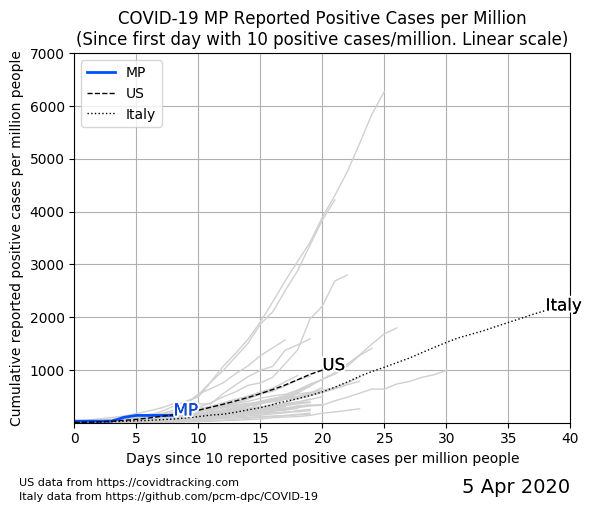 COVID-19 MP Reported Positive Cases per Million
(Since first day with 10 positive cases/million. Linear scale)
Cumulative reported positive cases per million people
7000
6000
5000
4000
3000
2000
1000
MP
US
Italy
Italy
US
MP
0
5
10
15
20
25
30
35
40
Days since 10 reported positive cases per million people
US data from https://covidtracking.com
Italy data from https://github.com/pcm-dpc/COVID-19
5 Apr 2020